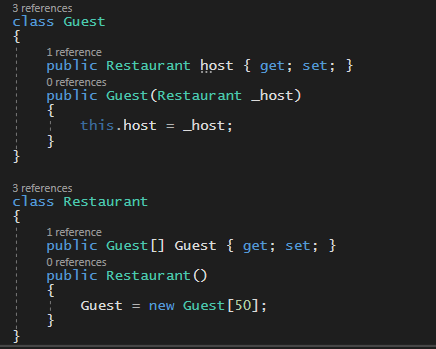 3 references
class Guest
{
1 reference
public Restaurant host { get; set; }
0 references
public Guest(Restaurant _host)
{
this.host = _host;
}
}
3 references
class Restaurant
{
1 reference
public Guest[] Guest { get; set; }
0 references
public Restaurant()
{
Guest = new Guest[50];
}
}